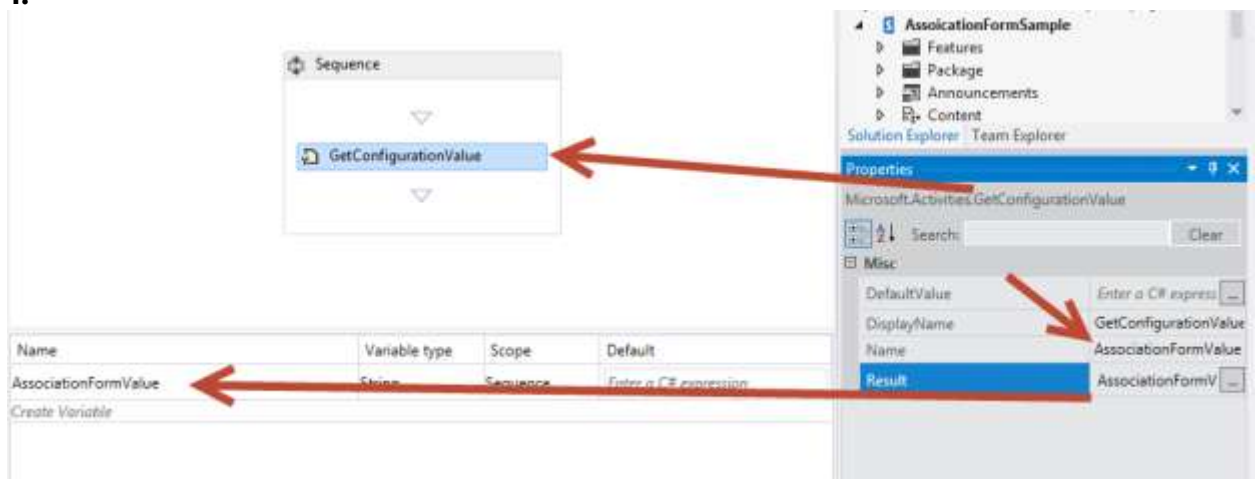 AssoicationFormSample
Features
Package
Announcements
Content
Solution Explorer Team Explorer
Sequence
GetConfigurationValue
Properties
Microsoft.Activities.GetConfigurationValue
Search: Clear
Misc
DefaultValue Enter a C# express ...
DisplayName GetConfigurationValue
Name AssociationFormValue
Result AssociationFormV ...
Name Variable type Scope Default
AssociationFormValue String Sequence Enter a C# expression
Create Variable